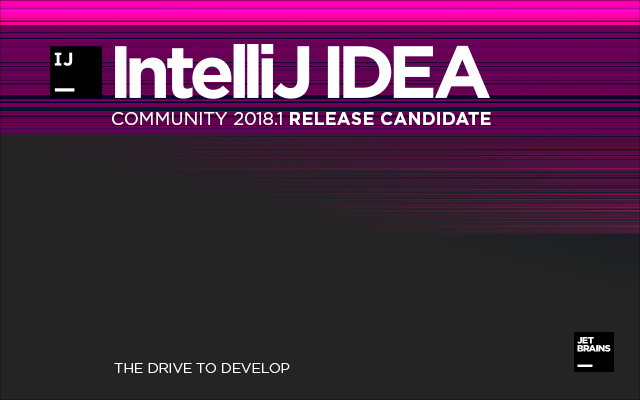 IJ
IntelliJ IDEA
COMMUNITY 2018.1 RELEASE CANDIDATE
THE DRIVE TO DEVELOP
JET
BRAINS